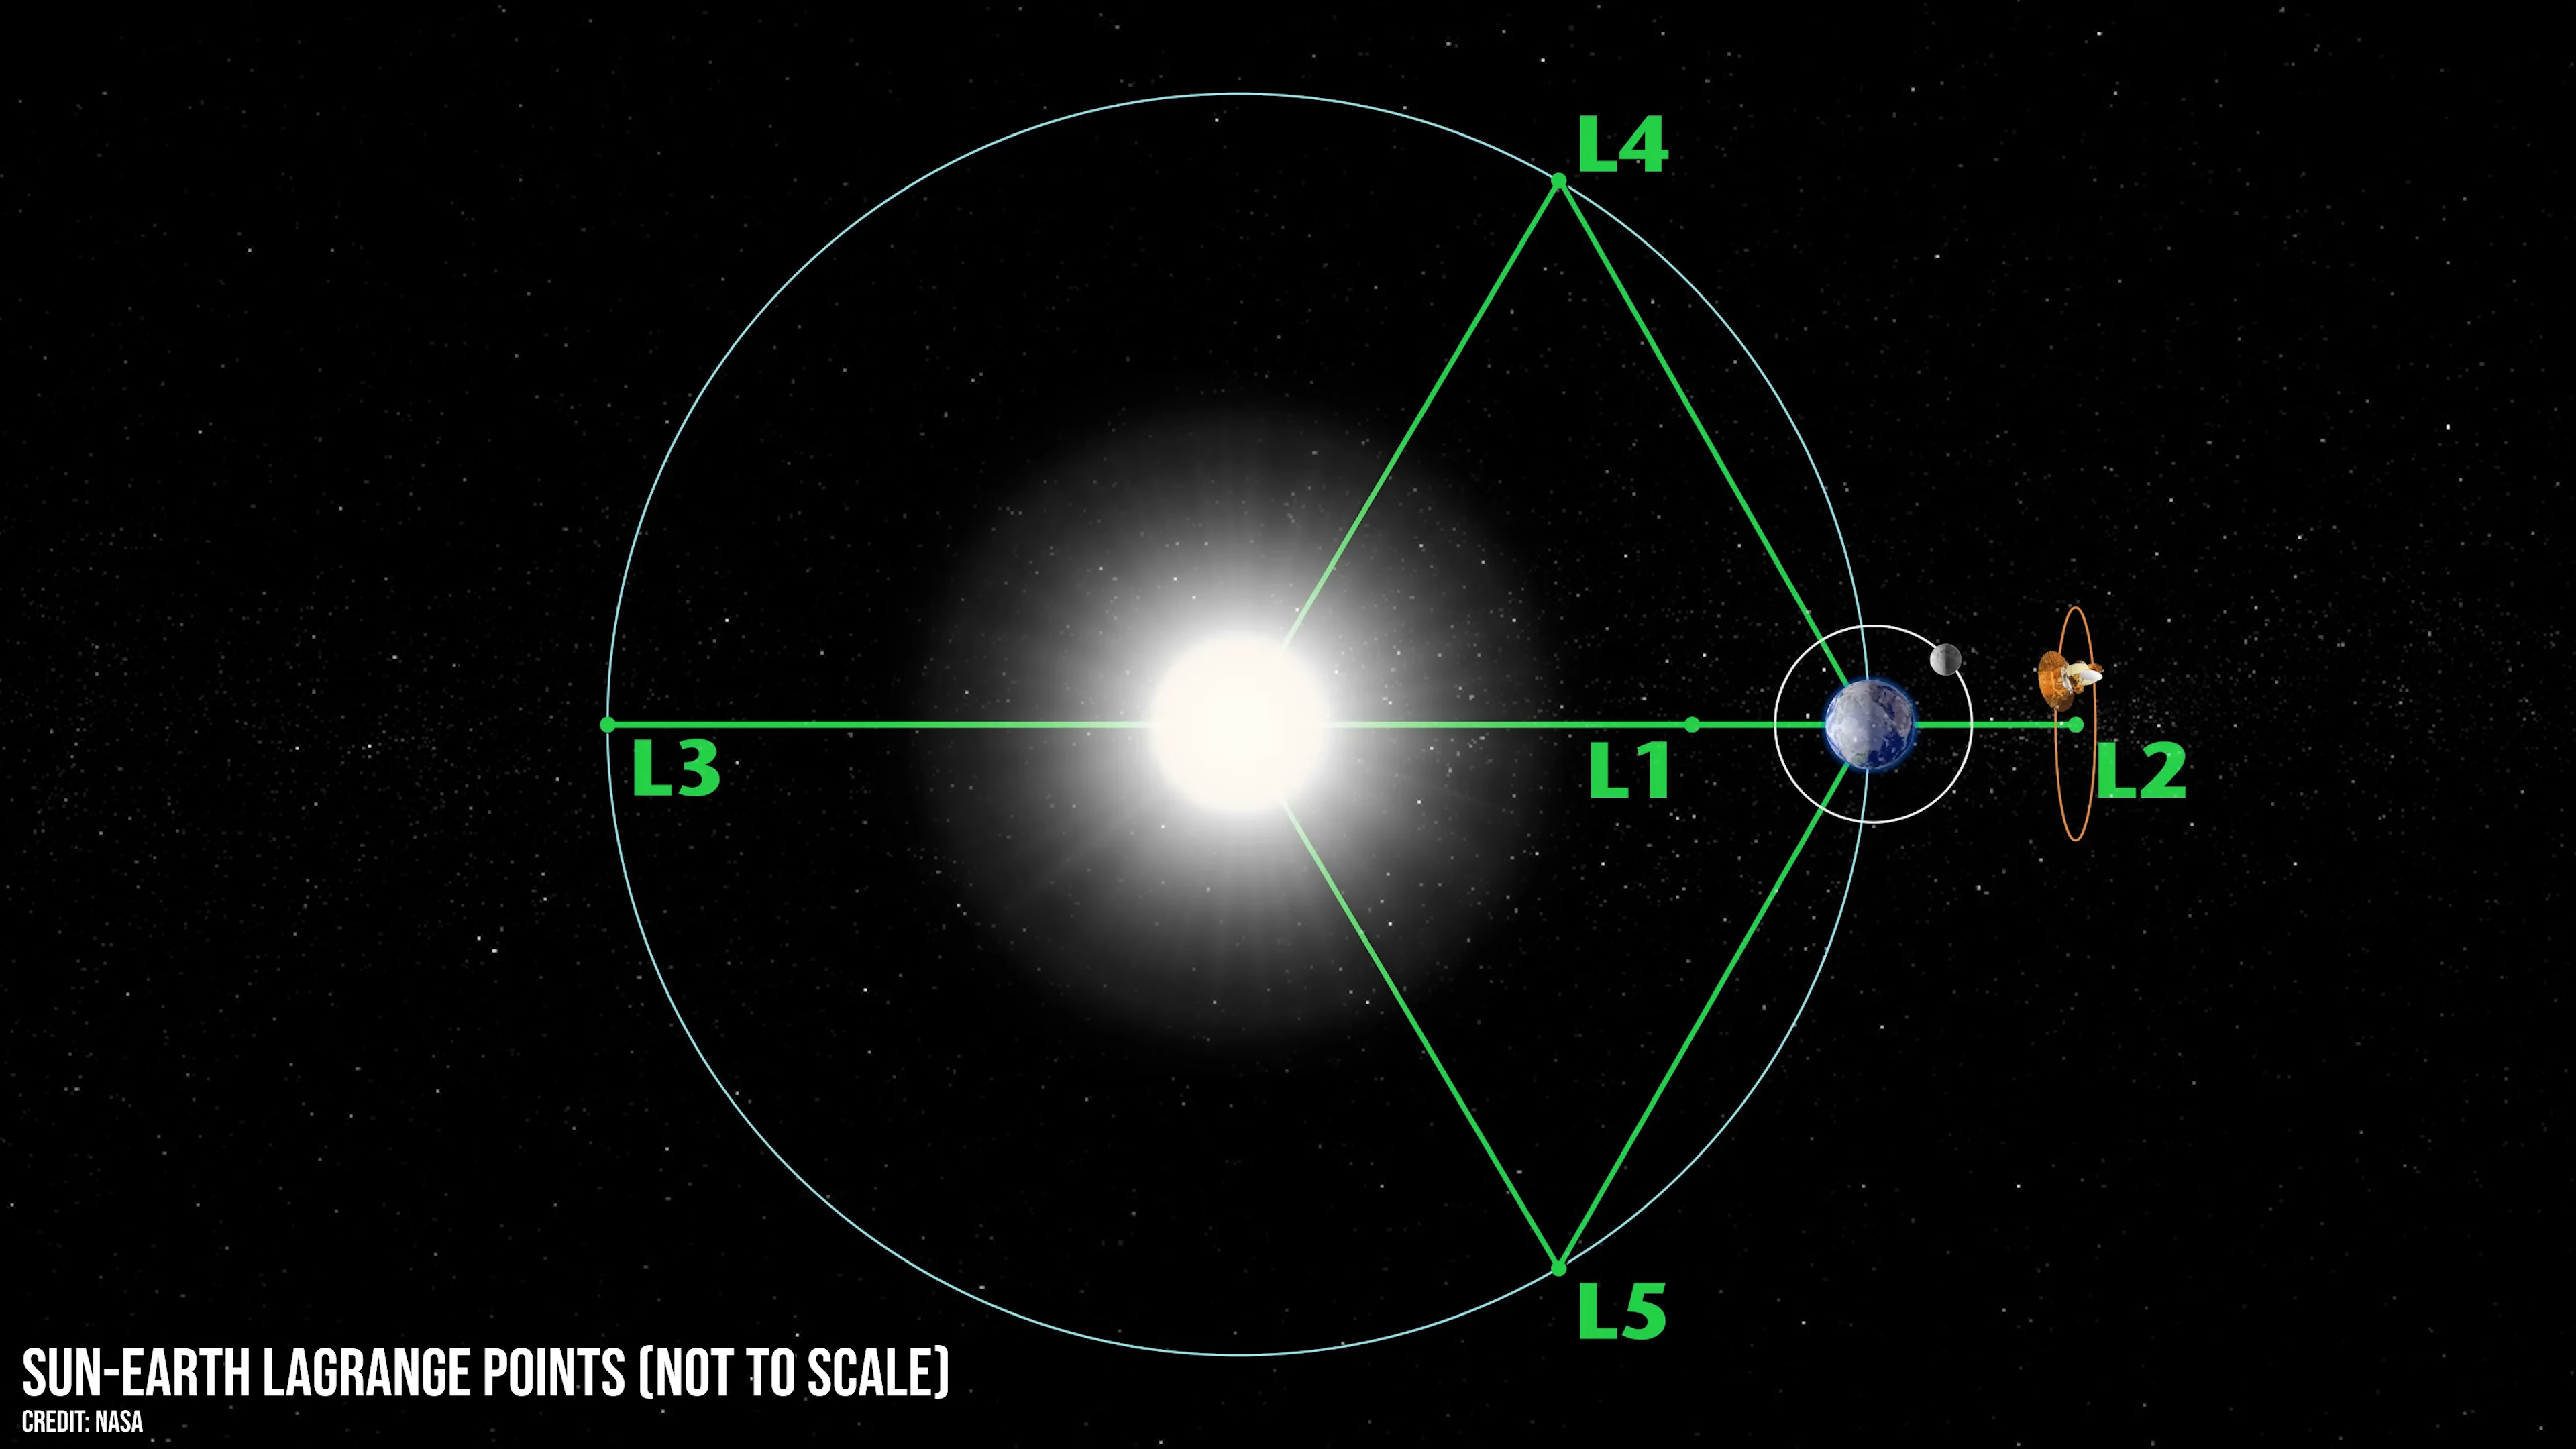 L4
L3
L1
L2
L5
SUN-EARTH LAGRANGE POINTS (NOT TO SCALE)
CREDIT: NASA